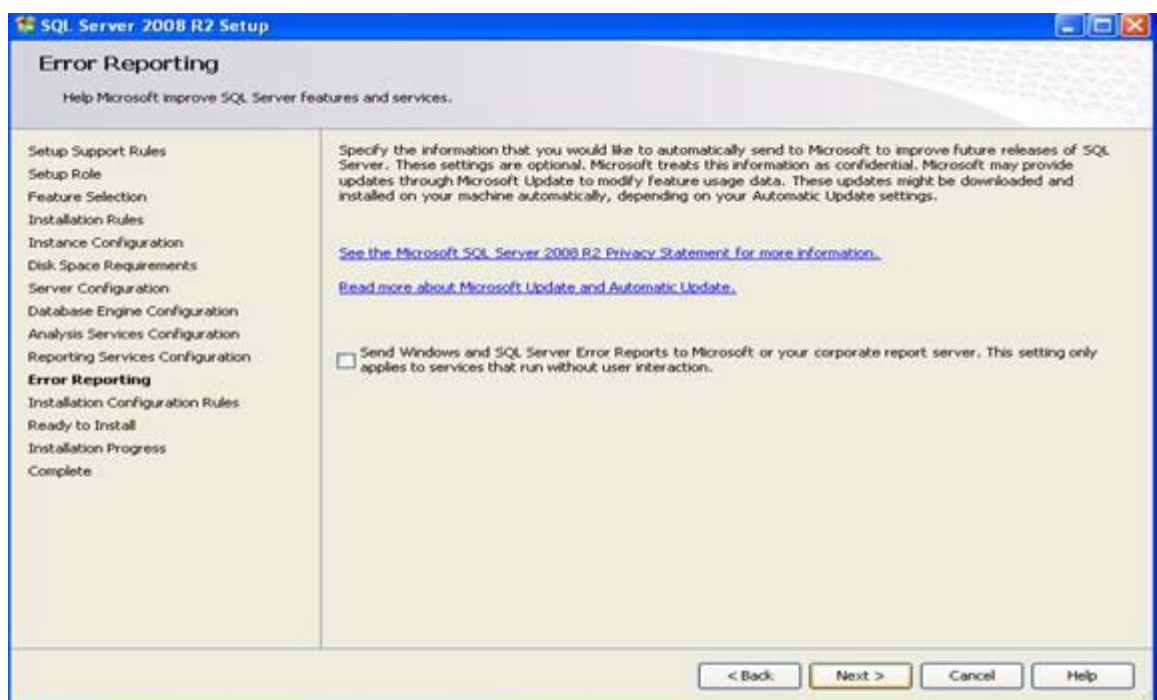 SQL Server 2008 R2 Setup
Error Reporting
Help Microsoft improve SQL Server features and services.
Setup Support Rules
Setup Role
Feature Selection
Installation Rules
Instance Configuration
Disk Space Requirements
Server Configuration
Database Engine Configuration
Analysis Services Configuration
Reporting Services Configuration
Error Reporting
Installation Configuration Rules
Ready to Install
Installation Progress
Complete
Specify the information that you would like to automatically send to Microsoft to improve future releases of SQL
Server. These settings are optional. Microsoft treats this information as confidential. Microsoft may provide
updates through Microsoft Update to modify feature usage data. These updates might be downloaded and
installed on your machine automatically, depending on your Automatic Update settings.
See the Microsoft SQL Server 2008 R2 Privacy Statement for more information.
Read more about Microsoft Update and Automatic Update.
Send Windows and SQL Server Error Reports to Microsoft or your corporate report server. This setting only
applies to services that run without user interaction.
< Back
Next >
Cancel
Help